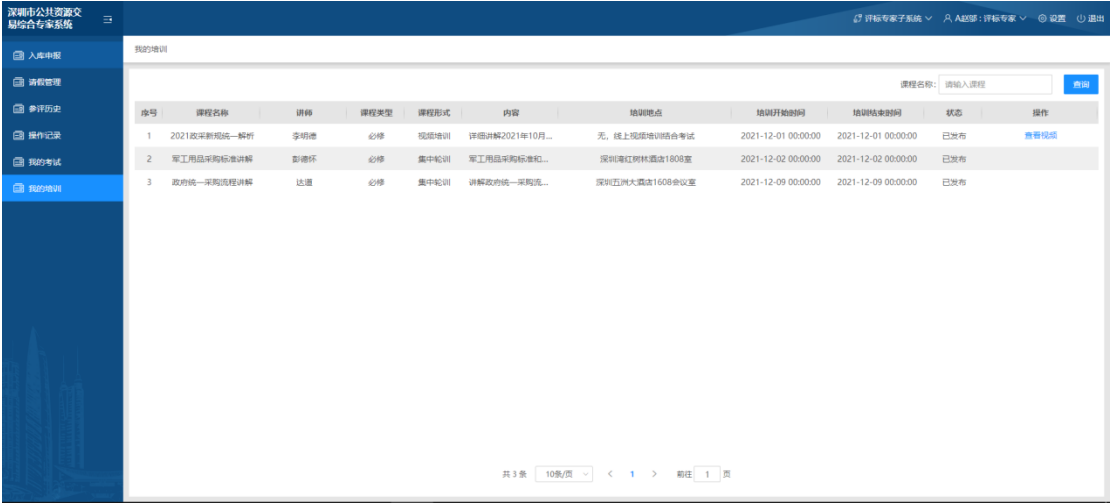 深圳市公共资源交
易综合专家系统
评标专家子系统 A赵郢：评标专家 设置 退出
入库申报
请假管理
参评历史
操作记录
我的考试
我的培训
我的培训
课程名称： 请输入课程 查询
序号 课程名称 讲师 课程类型 课程形式 内容 培训地点 培训开始时间 培训结束时间 状态 操作
1 2021政采新规统一解析 李明德 必修 视频培训 详细讲解2021年10月... 无、线上视频培训结合考试 2021-12-01 00:00:00 2021-12-01 00:00:00 已发布 查看视频
2 军工用品采购标准讲解 彭德怀 必修 集中轮训 军工用品采购标准和... 深圳湾红树林酒店1808室 2021-12-02 00:00:00 2021-12-02 00:00:00 已发布
3 政府统一采购流程讲解 达道 必修 集中轮训 讲解政府统一采购流... 深圳五洲大酒店1608会议室 2021-12-09 00:00:00 2021-12-09 00:00:00 已发布
共 3 条 10条/页 1 前往 1 页